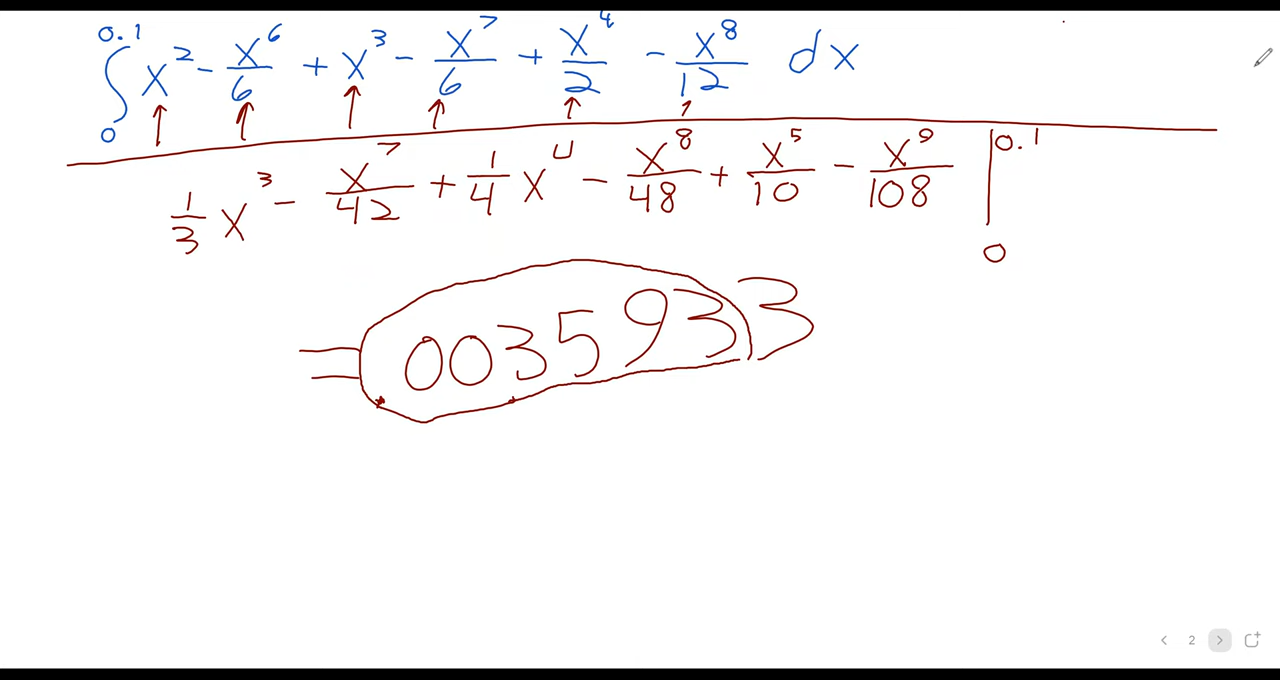 ∫₀^0.1 x² - x⁶/6 + x³ - x⁷/6 + x⁴/2 - x⁸/12 dx
1/3 x³ - x⁷/42 + 1/4 x⁴ - x⁸/48 + x⁵/10 - x⁹/108 |₀^0.1
= .0035933
2